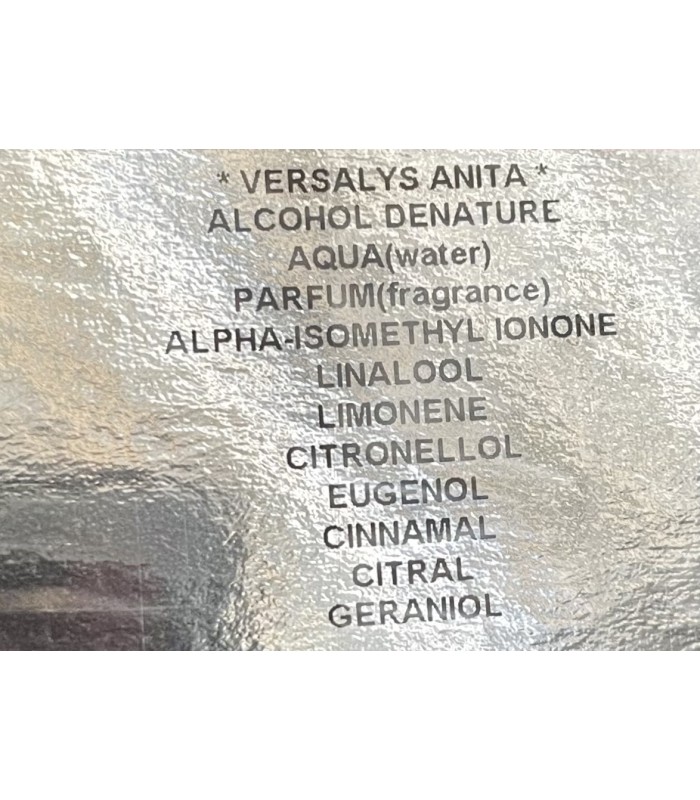 * VERSALYS ANITA *
ALCOHOL DENATURE
AQUA(water)
PARFUM(fragrance)
ALPHA-ISOMETHYL IONONE
LINALOOL
LIMONENE
CITRONELLOL
EUGENOL
CINNAMAL
CITRAL
GERANIOL